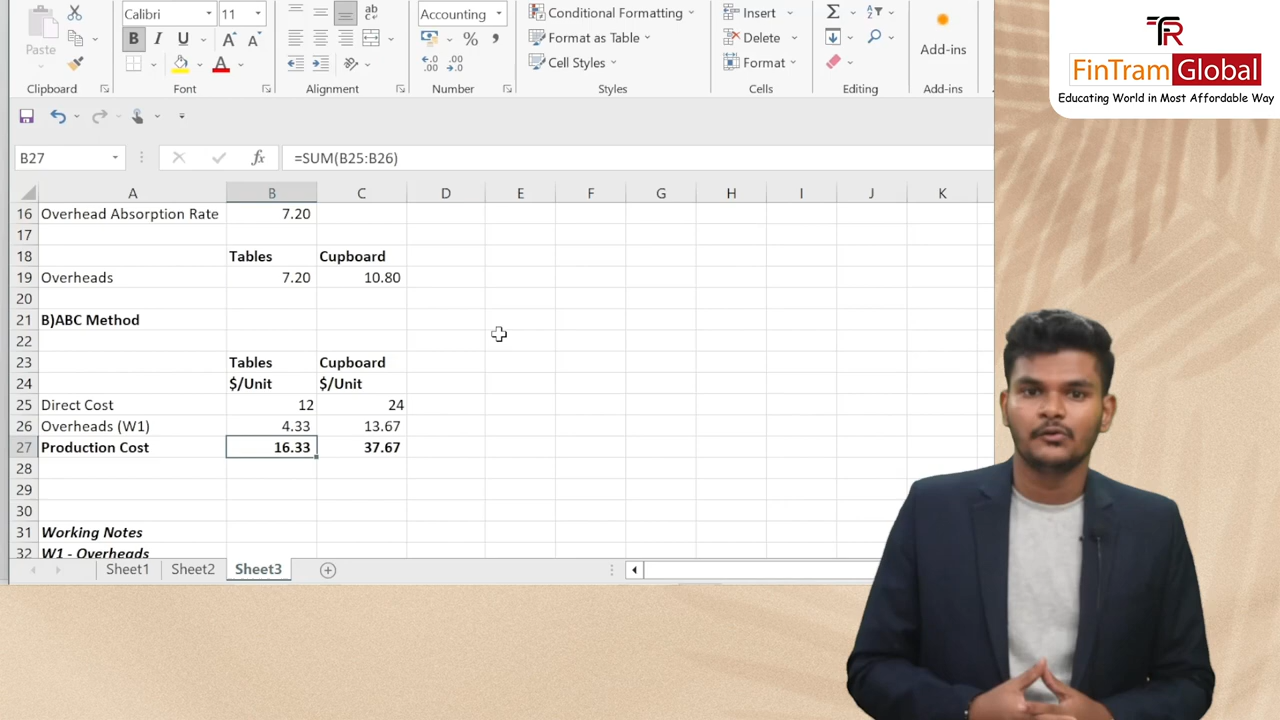 Calibri 11 Accounting Conditional Formatting Insert
B I U Format as Table Delete Add-ins
Paste Cell Styles Format
Clipboard Font Alignment Number Styles Cells Editing Add-ins
B27 fx =SUM(B25:B26)
A B C D E F G H I J K
16 Overhead Absorption Rate 7.20
17
18 Tables Cupboard
19 Overheads 7.20 10.80
20
21 B)ABC Method
22
23 Tables Cupboard
24 $/Unit $/Unit
25 Direct Cost 12 24
26 Overheads (W1) 4.33 13.67
27 Production Cost 16.33 37.67
28
29
30
31 Working Notes
32 W1 - Overheads
Sheet1 Sheet2 Sheet3
FinTram Global
Educating World in Most Affordable Way